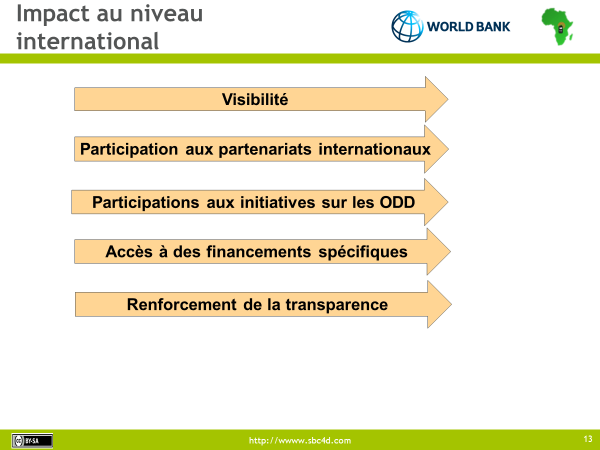 Impact au niveau
international
WORLD BANK
Visibilité
Participation aux partenariats internationaux
Participations aux initiatives sur les ODD
Accès à des financements spécifiques
Renforcement de la transparence
BY-SA
http://wwww.sbc4d.com
13